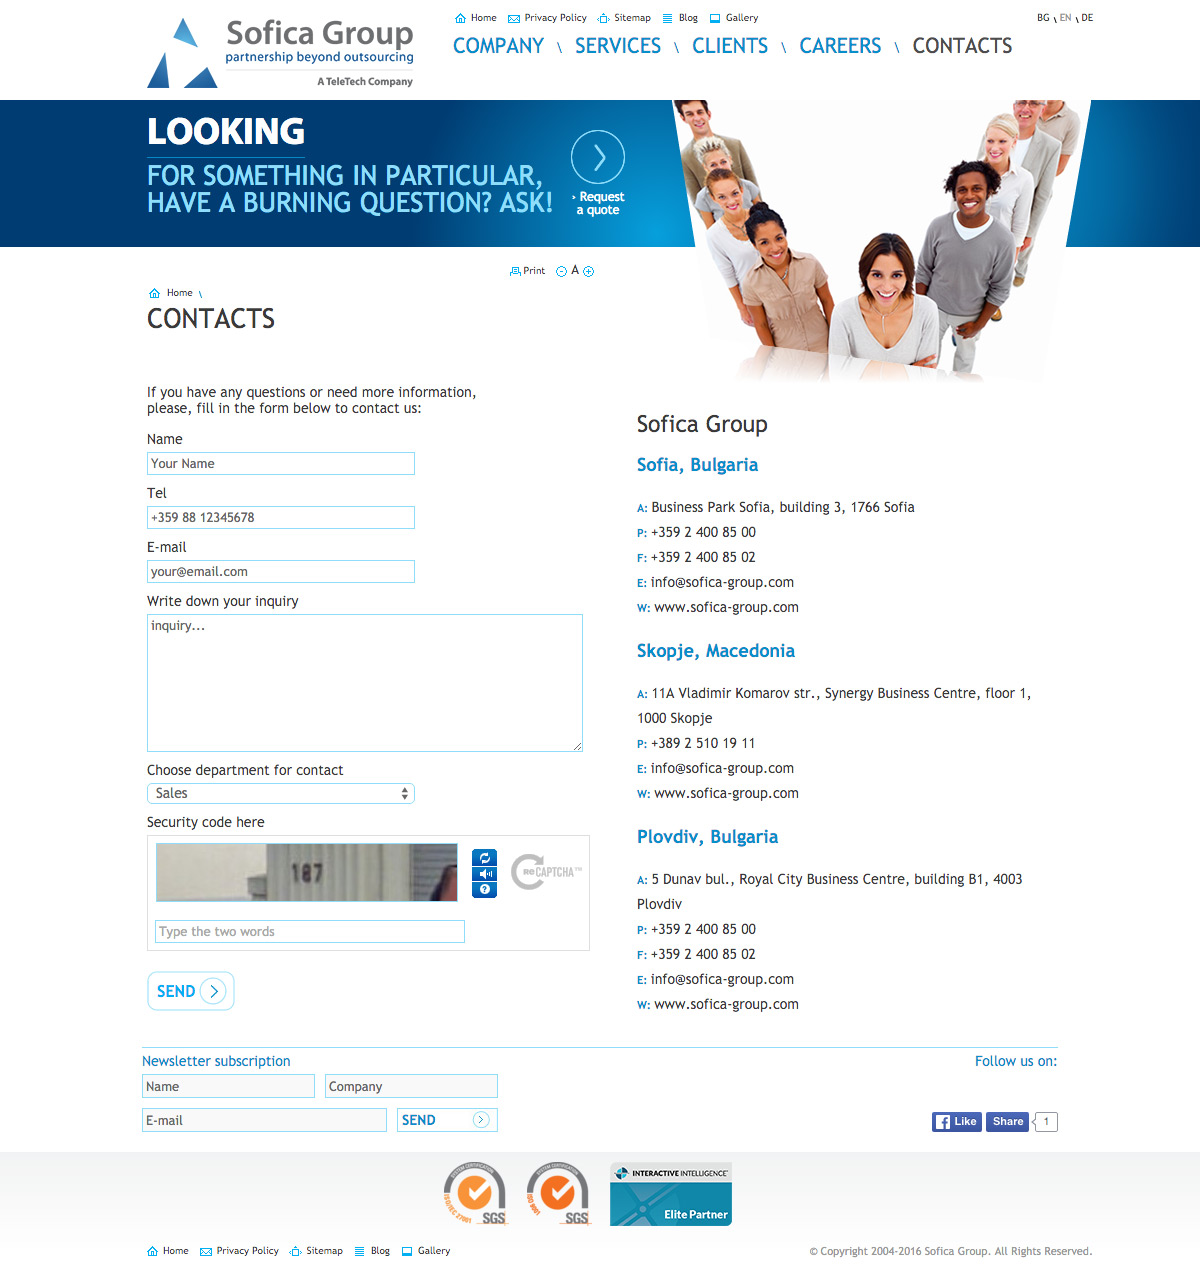 Sofica Group
partnership beyond outsourcing
A TeleTech Company
Home Privacy Policy Sitemap Blog Gallery
BG \ EN \ DE
COMPANY \ SERVICES \ CLIENTS \ CAREERS \ CONTACTS
LOOKING
FOR SOMETHING IN PARTICULAR,
HAVE A BURNING QUESTION? ASK!
› Request
a quote
Print - A +
Home \
CONTACTS
If you have any questions or need more information,
please, fill in the form below to contact us:
Name
Your Name
Tel
+359 88 12345678
E-mail
your@email.com
Write down your inquiry
inquiry...
Choose department for contact
Sales
Security code here
187
?
reCAPTCHA™
Type the two words
SEND
Sofica Group
Sofia, Bulgaria
A: Business Park Sofia, building 3, 1766 Sofia
P: +359 2 400 85 00
F: +359 2 400 85 02
E: info@sofica-group.com
W: www.sofica-group.com
Skopje, Macedonia
A: 11A Vladimir Komarov str., Synergy Business Centre, floor 1,
1000 Skopje
P: +389 2 510 19 11
E: info@sofica-group.com
W: www.sofica-group.com
Plovdiv, Bulgaria
A: 5 Dunav bul., Royal City Business Centre, building B1, 4003
Plovdiv
P: +359 2 400 85 00
F: +359 2 400 85 02
E: info@sofica-group.com
W: www.sofica-group.com
Newsletter subscription
Name
Company
E-mail
SEND
Follow us on:
Like
Share
1
SYSTEM CERTIFICATION
ISO/IEC 27001
SGS
SYSTEM CERTIFICATION
ISO 9001
SGS
INTERACTIVE INTELLIGENCE
Elite Partner
Home Privacy Policy Sitemap Blog Gallery
© Copyright 2004-2016 Sofica Group. All Rights Reserved.